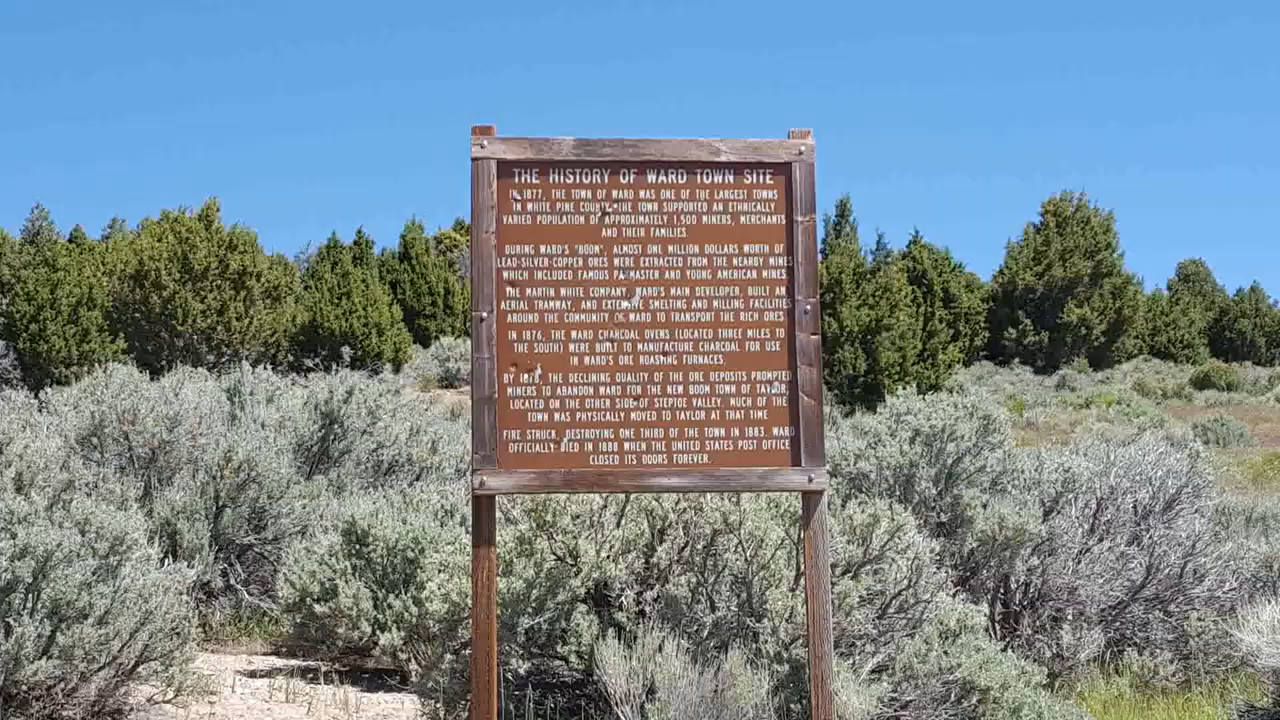 THE HISTORY OF WARD TOWN SITE
IN 1877, THE TOWN OF WARD WAS ONE OF THE LARGEST TOWNS
IN WHITE PINE COUNTY. THE TOWN SUPPORTED AN ETHNICALLY
VARIED POPULATION OF APPROXIMATELY 1,500 MINERS, MERCHANTS
AND THEIR FAMILIES.
DURING WARD'S "BOOM", ALMOST ONE MILLION DOLLARS WORTH OF
LEAD-SILVER-COPPER ORES WERE EXTRACTED FROM THE NEARBY MINES
WHICH INCLUDED FAMOUS PAYMASTER AND YOUNG AMERICAN MINES
THE MARTIN WHITE COMPANY, WARD'S MAIN DEVELOPER, BUILT AN
AERIAL TRAMWAY, AND EXTENSIVE SMELTING AND MILLING FACILITIES
AROUND THE COMMUNITY OF WARD TO TRANSPORT THE RICH ORES
IN 1876, THE WARD CHARCOAL OVENS (LOCATED THREE MILES TO
THE SOUTH) WERE BUILT TO MANUFACTURE CHARCOAL FOR USE
IN WARD'S ORE ROASTING FURNACES.
BY 1878, THE DECLINING QUALITY OF THE ORE DEPOSITS PROMPTED
MINERS TO ABANDON WARD FOR THE NEW BOOM TOWN OF TAYLOR,
LOCATED ON THE OTHER SIDE OF STEPTOE VALLEY. MUCH OF THE
TOWN WAS PHYSICALLY MOVED TO TAYLOR AT THAT TIME
FIRE STRUCK, DESTROYING ONE THIRD OF THE TOWN IN 1883. WARD
OFFICIALLY DIED IN 1888 WHEN THE UNITED STATES POST OFFICE
CLOSED ITS DOORS FOREVER.